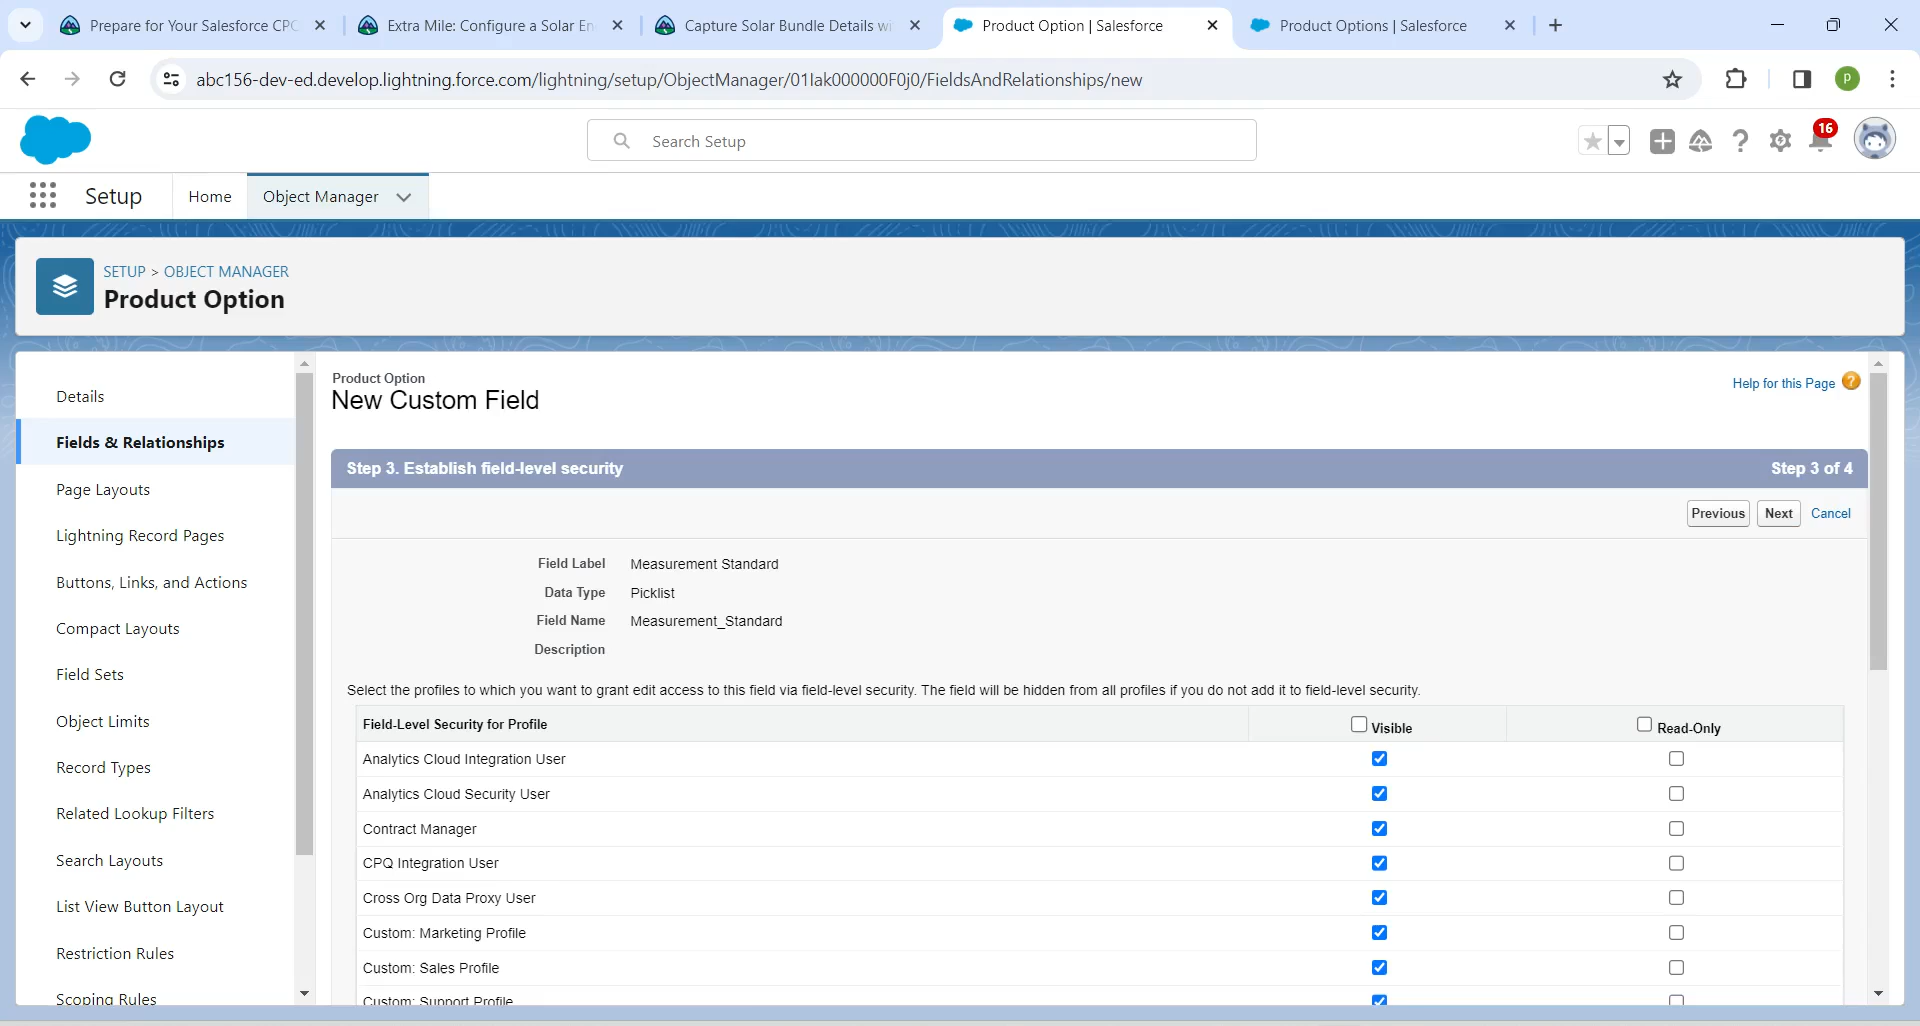 Prepare for Your Salesforce CPC
Extra Mile: Configure a Solar En
Capture Solar Bundle Details wi
Product Option | Salesforce
Product Options | Salesforce
abc156-dev-ed.develop.lightning.force.com/lightning/setup/ObjectManager/01Iak000000F0j0/FieldsAndRelationships/new
P
Search Setup
16
Setup
Home
Object Manager
SETUP > OBJECT MANAGER
Product Option
Details
Fields & Relationships
Page Layouts
Lightning Record Pages
Buttons, Links, and Actions
Compact Layouts
Field Sets
Object Limits
Record Types
Related Lookup Filters
Search Layouts
List View Button Layout
Restriction Rules
Scoping Rules
Product Option
New Custom Field
Help for this Page ?
Step 3. Establish field-level security
Step 3 of 4
Previous Next Cancel
Field Label Measurement Standard
Data Type Picklist
Field Name Measurement_Standard
Description
Select the profiles to which you want to grant edit access to this field via field-level security. The field will be hidden from all profiles if you do not add it to field-level security.
Field-Level Security for Profile Visible Read-Only
Analytics Cloud Integration User
Analytics Cloud Security User
Contract Manager
CPQ Integration User
Cross Org Data Proxy User
Custom: Marketing Profile
Custom: Sales Profile
Custom: Support Profile